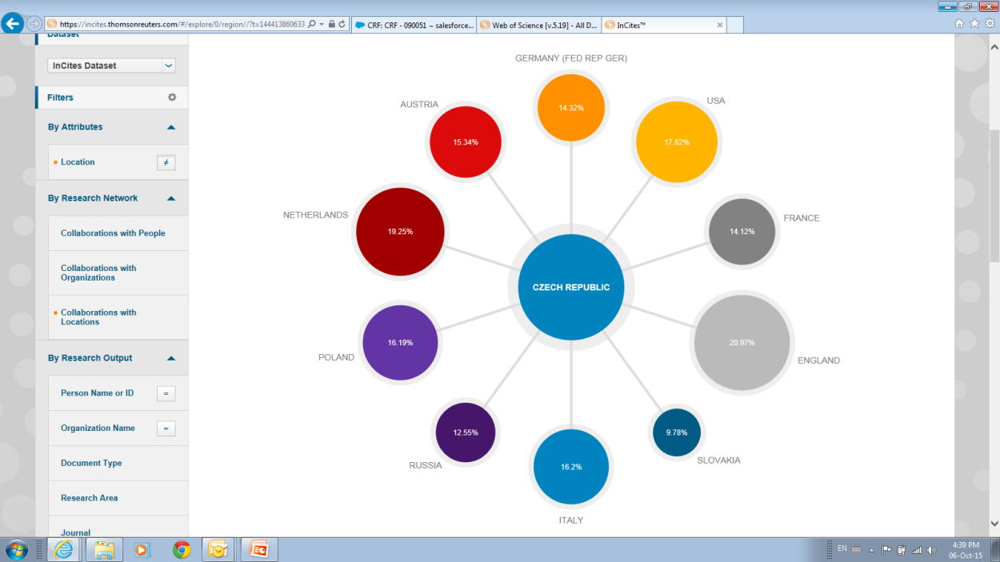 https://incites.thomsonreuters.com/#/explore/0/region//?t=144413860633
CRF: CRF - 090051 ~ salesforce...
Web of Science [v.5.19] - All D...
InCites™
Dataset
InCites Dataset
Filters
By Attributes
Location
≠
By Research Network
Collaborations with People
Collaborations with
Organizations
Collaborations with
Locations
By Research Output
Person Name or ID
=
Organization Name
=
Document Type
Research Area
Journal
GERMANY (FED REP GER)
14.32%
AUSTRIA
15.34%
USA
17.62%
NETHERLANDS
19.25%
FRANCE
14.12%
CZECH REPUBLIC
POLAND
16.19%
ENGLAND
20.97%
RUSSIA
12.55%
SLOVAKIA
9.78%
16.2%
ITALY
EN
4:39 PM
06-Oct-15